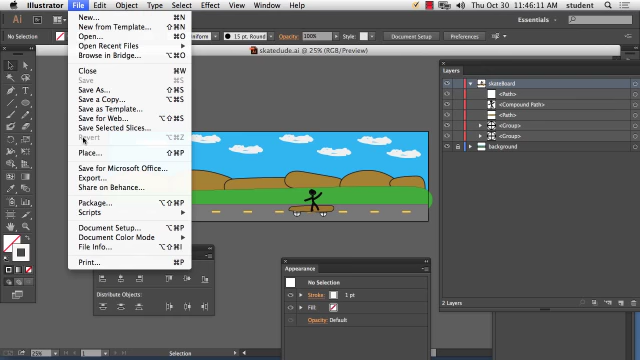 Illustrator File Edit Object Type Select Effect View Thu Oct 30 11:46:11 AM student
Ai Essentials
No Selection Uniform 15 pt. Round Opacity: 100% Style: Document Setup Preferences
skatedude.ai @ 25% (RGB/Preview)
New... ⌘N
New from Template... ⇧⌘N
Open... ⌘O
Open Recent Files
Browse in Bridge... ⌥⌘O
Close ⌘W
Save ⌘S
Save As... ⇧⌘S
Save a Copy... ⌥⌘S
Save as Template...
Save for Web... ⌥⇧⌘S
Save Selected Slices...
Revert ⌥⌘Z
Place... ⇧⌘P
Save for Microsoft Office...
Export...
Share on Behance...
Package... ⌥⇧⌘P
Scripts
Document Setup... ⌥⌘P
Document Color Mode
File Info... ⌥⇧⌘I
Print... ⌘P
Layers
skateBoard
<Path>
<Compound Path>
<Path>
<Group>
<Group>
background
2 Layers
Distribute Objects:
Appearance
No Selection
Stroke: 1 pt
Fill:
Opacity: Default
25% 1 Selection